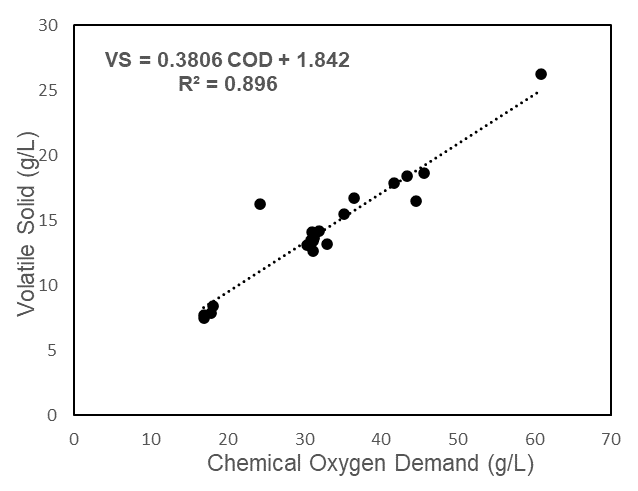 VS = 0.3806 COD + 1.842
R² = 0.896
Volatile Solid (g/L)
30
25
20
15
10
5
0
0 10 20 30 40 50 60 70
Chemical Oxygen Demand (g/L)